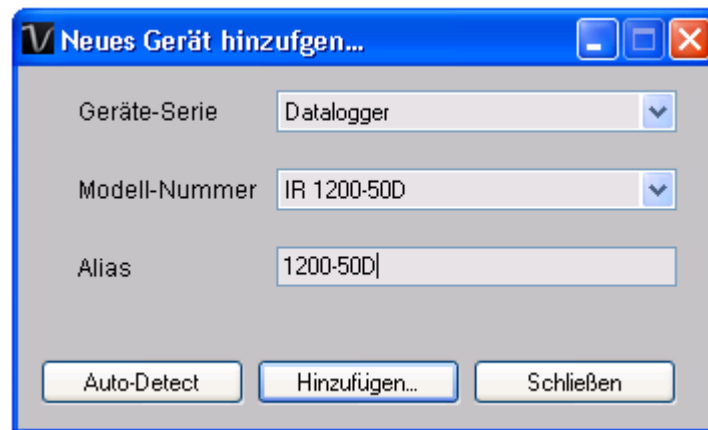 Neues Gerät hinzufgen...
Geräte-Serie Datalogger
Modell-Nummer IR 1200-50D
Alias 1200-50D
Auto-Detect Hinzufügen... Schließen